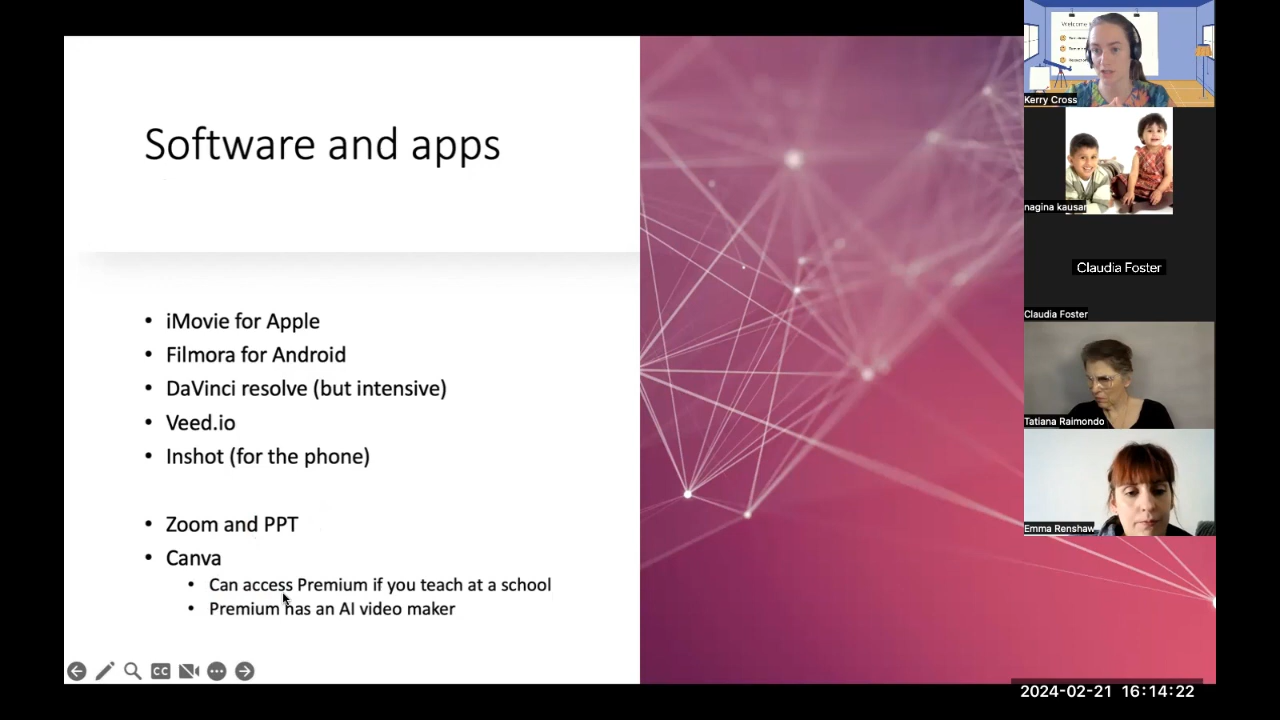 Software and apps
• iMovie for Apple
• Filmora for Android
• DaVinci resolve (but intensive)
• Veed.io
• Inshot (for the phone)
• Zoom and PPT
• Canva
• Can access Premium if you teach at a school
• Premium has an AI video maker
CC
Welcome
Kerry Cross
nagina kausar
Claudia Foster
Claudia Foster
Tatiana Raimondo
Emma Renshaw
2024-02-21 16:14:22